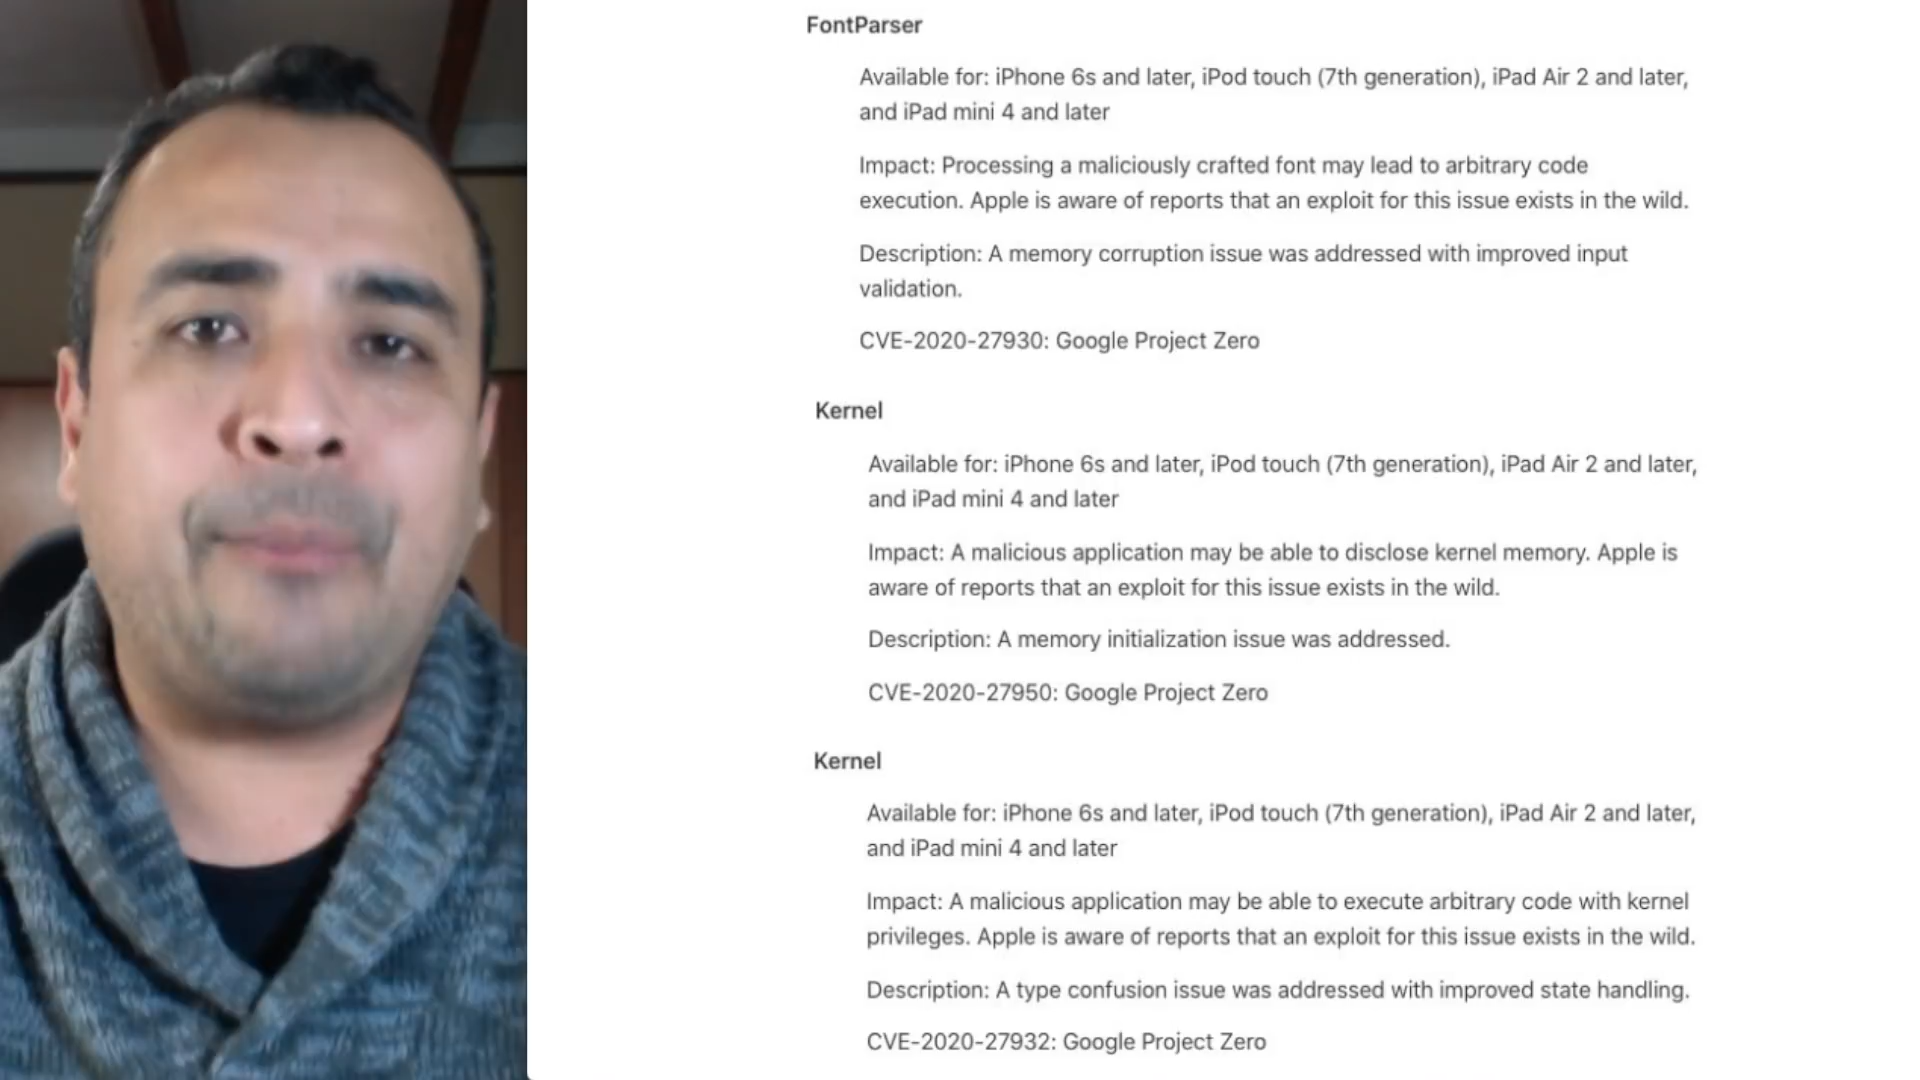 FontParser
Available for: iPhone 6s and later, iPod touch (7th generation), iPad Air 2 and later,
and iPad mini 4 and later
Impact: Processing a maliciously crafted font may lead to arbitrary code
execution. Apple is aware of reports that an exploit for this issue exists in the wild.
Description: A memory corruption issue was addressed with improved input
validation.
CVE-2020-27930: Google Project Zero
Kernel
Available for: iPhone 6s and later, iPod touch (7th generation), iPad Air 2 and later,
and iPad mini 4 and later
Impact: A malicious application may be able to disclose kernel memory. Apple is
aware of reports that an exploit for this issue exists in the wild.
Description: A memory initialization issue was addressed.
CVE-2020-27950: Google Project Zero
Kernel
Available for: iPhone 6s and later, iPod touch (7th generation), iPad Air 2 and later,
and iPad mini 4 and later
Impact: A malicious application may be able to execute arbitrary code with kernel
privileges. Apple is aware of reports that an exploit for this issue exists in the wild.
Description: A type confusion issue was addressed with improved state handling.
CVE-2020-27932: Google Project Zero